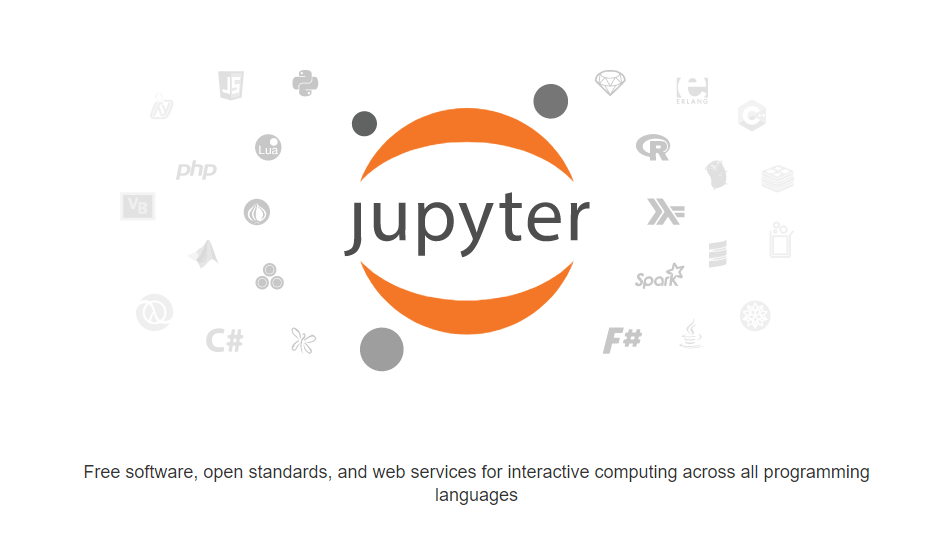 ERLANG
Lua
R
php
VB
jupyter
Spark
C#
F#
Free software, open standards, and web services for interactive computing across all programming
languages